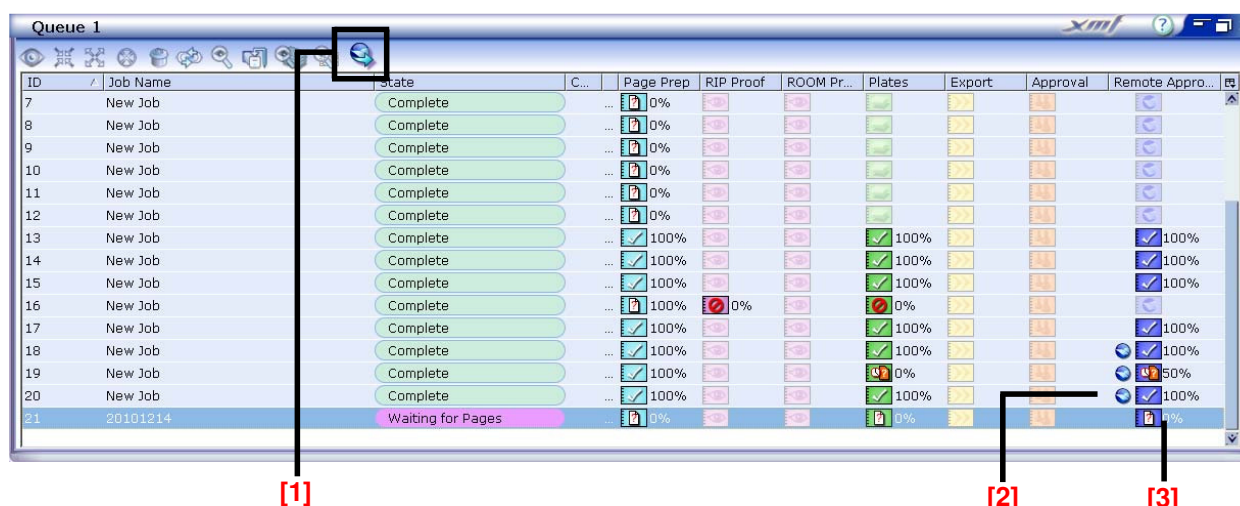 Queue 1 xmf ?
ID / Job Name State C... Page Prep RIP Proof ROOM Pr... Plates Export Approval Remote Appro...
7 New Job Complete ... ? 0%
8 New Job Complete ... ? 0%
9 New Job Complete ... ? 0%
10 New Job Complete ... ? 0%
11 New Job Complete ... ? 0%
12 New Job Complete ... ? 0%
13 New Job Complete ... 100% 100% 100%
14 New Job Complete ... 100% 100% 100%
15 New Job Complete ... 100% 100% 100%
16 New Job Complete ... ? 100% 0% 0%
17 New Job Complete ... 100% 100% 100%
18 New Job Complete ... 100% 100% 100%
19 New Job Complete ... 100% ? 0% ? 50%
20 New Job Complete ... 100% 100% 100%
21 20101214 Waiting for Pages ... ? 0% ? 0% ? 0%
[1] [2] [3]